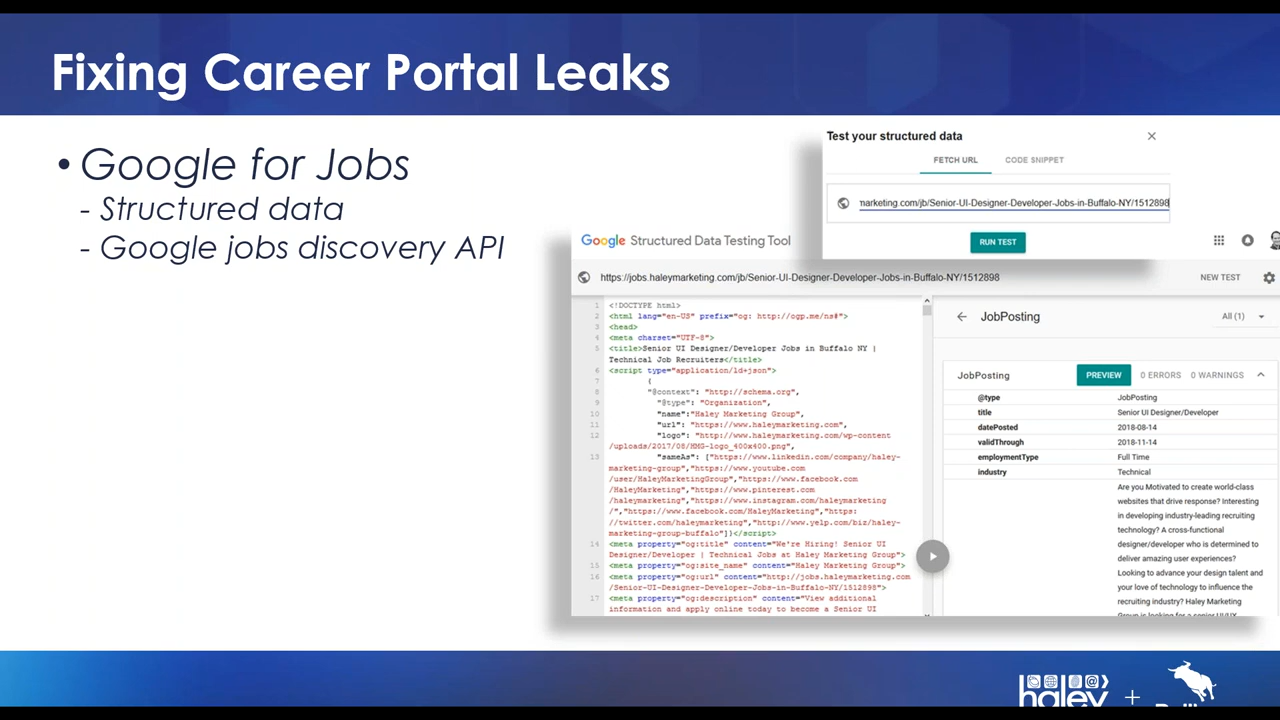 Fixing Career Portal Leaks
• Google for Jobs
- Structured data
- Google jobs discovery API
Test your structured data
FETCH URL
CODE SNIPPET
marketing.com/jb/Senior-UI-Designer-Developer-Jobs-in-Buffalo-NY/1512898
RUN TEST
Google Structured Data Testing Tool
https://jobs.haleymarketing.com/jb/Senior-UI-Designer-Developer-Jobs-in-Buffalo-NY/1512898
NEW TEST
1 <!DOCTYPE html>
2 <html lang="en-US" prefix="og: http://ogp.me/ns#">
3 <head>
4 <meta charset="UTF-8">
5 <title>Senior UI Designer/Developer Jobs in Buffalo NY |
Technical Job Recruiters</title>
6 <script type="application/ld+json">
7 {
8 "@context": "http://schema.org",
9 "@type": "Organization",
10 "name":"Haley Marketing Group",
11 "url": "https://www.haleymarketing.com",
12 "logo": "http://www.haleymarketing.com/wp-content
/uploads/2017/08/HMG-logo_400x400.png",
13 "sameAs": ["https://www.linkedin.com/company/haley-
marketing-group","https://www.youtube.com
/user/HaleyMarketingGroup","https://www.facebook.com
/HaleyMarketing","https://www.pinterest.com
/haleymarketing","https://www.instagram.com/haleymarketing
/","https://www.facebook.com/HaleyMarketing","https:
//twitter.com/haleymarketing","http://www.yelp.com/biz/haley-
marketing-group-buffalo"]}</script>
14 <meta property="og:title" content="We're Hiring! Senior UI
Designer/Developer | Technical Jobs at Haley Marketing Group">
15 <meta property="og:site_name" content="Haley Marketing Group">
16 <meta property="og:url" content="http://jobs.haleymarketing.com
/Senior-UI-Designer-Developer-Jobs-in-Buffalo-NY/1512898">
17 <meta property="og:description" content="View additional
information and apply online today to become a Senior UI
JobPosting
All (1)
JobPosting
PREVIEW
0 ERRORS 0 WARNINGS
@type JobPosting
title Senior UI Designer/Developer
datePosted 2018-08-14
validThrough 2018-11-14
employmentType Full Time
industry Technical
Are you Motivated to create world-class
websites that drive response? Interesting
in developing industry-leading recruiting
technology? A cross-functional
designer/developer who is determined to
deliver amazing user experiences?
Looking to advance your design talent and
your love of technology to influence the
recruiting industry? Haley Marketing
Group is looking for a senior UI/UX
haley +